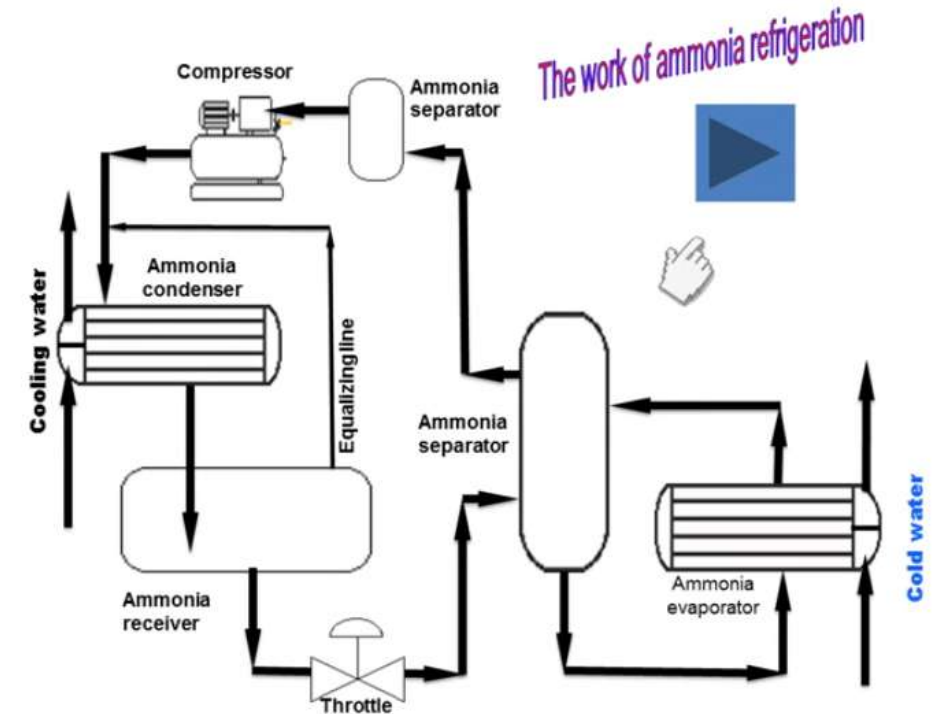 The work of ammonia refrigeration
Compressor
Ammonia
separator
Ammonia
condenser
Cooling water
Equalizingline
Ammonia
separator
Ammonia
receiver
Throttle
Ammonia
evaporator
Cold water